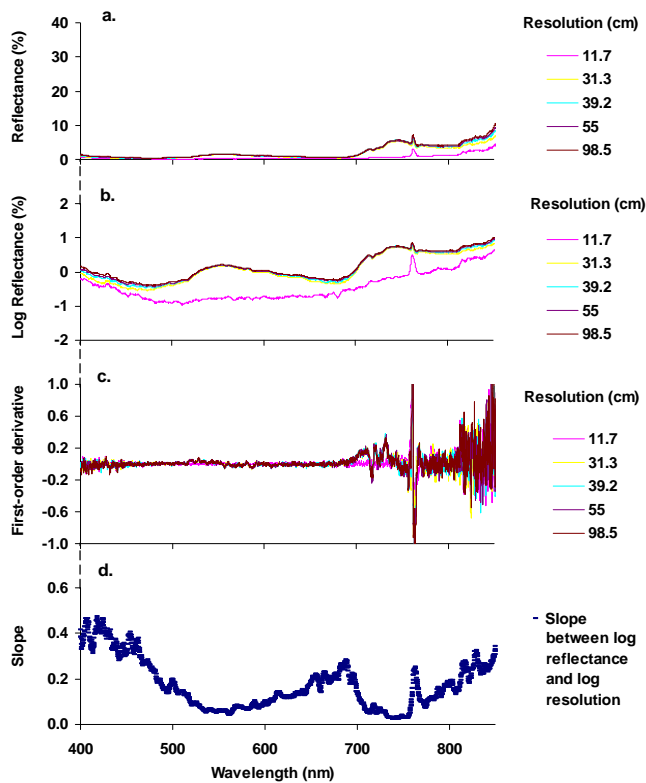 a.
Reflectance (%)
40
30
20
10
0
Resolution (cm)
11.7
31.3
39.2
55
98.5
b.
Log Reflectance (%)
2
1
0
-1
-2
Resolution (cm)
11.7
31.3
39.2
55
98.5
c.
First-order derivative
1.0
0.6
0.2
-0.2
-0.6
-1.0
Resolution (cm)
11.7
31.3
39.2
55
98.5
d.
Slope
0.6
0.4
0.2
0.0
400
500
600
700
800
Wavelength (nm)
Slope
between log
reflectance
and log
resolution